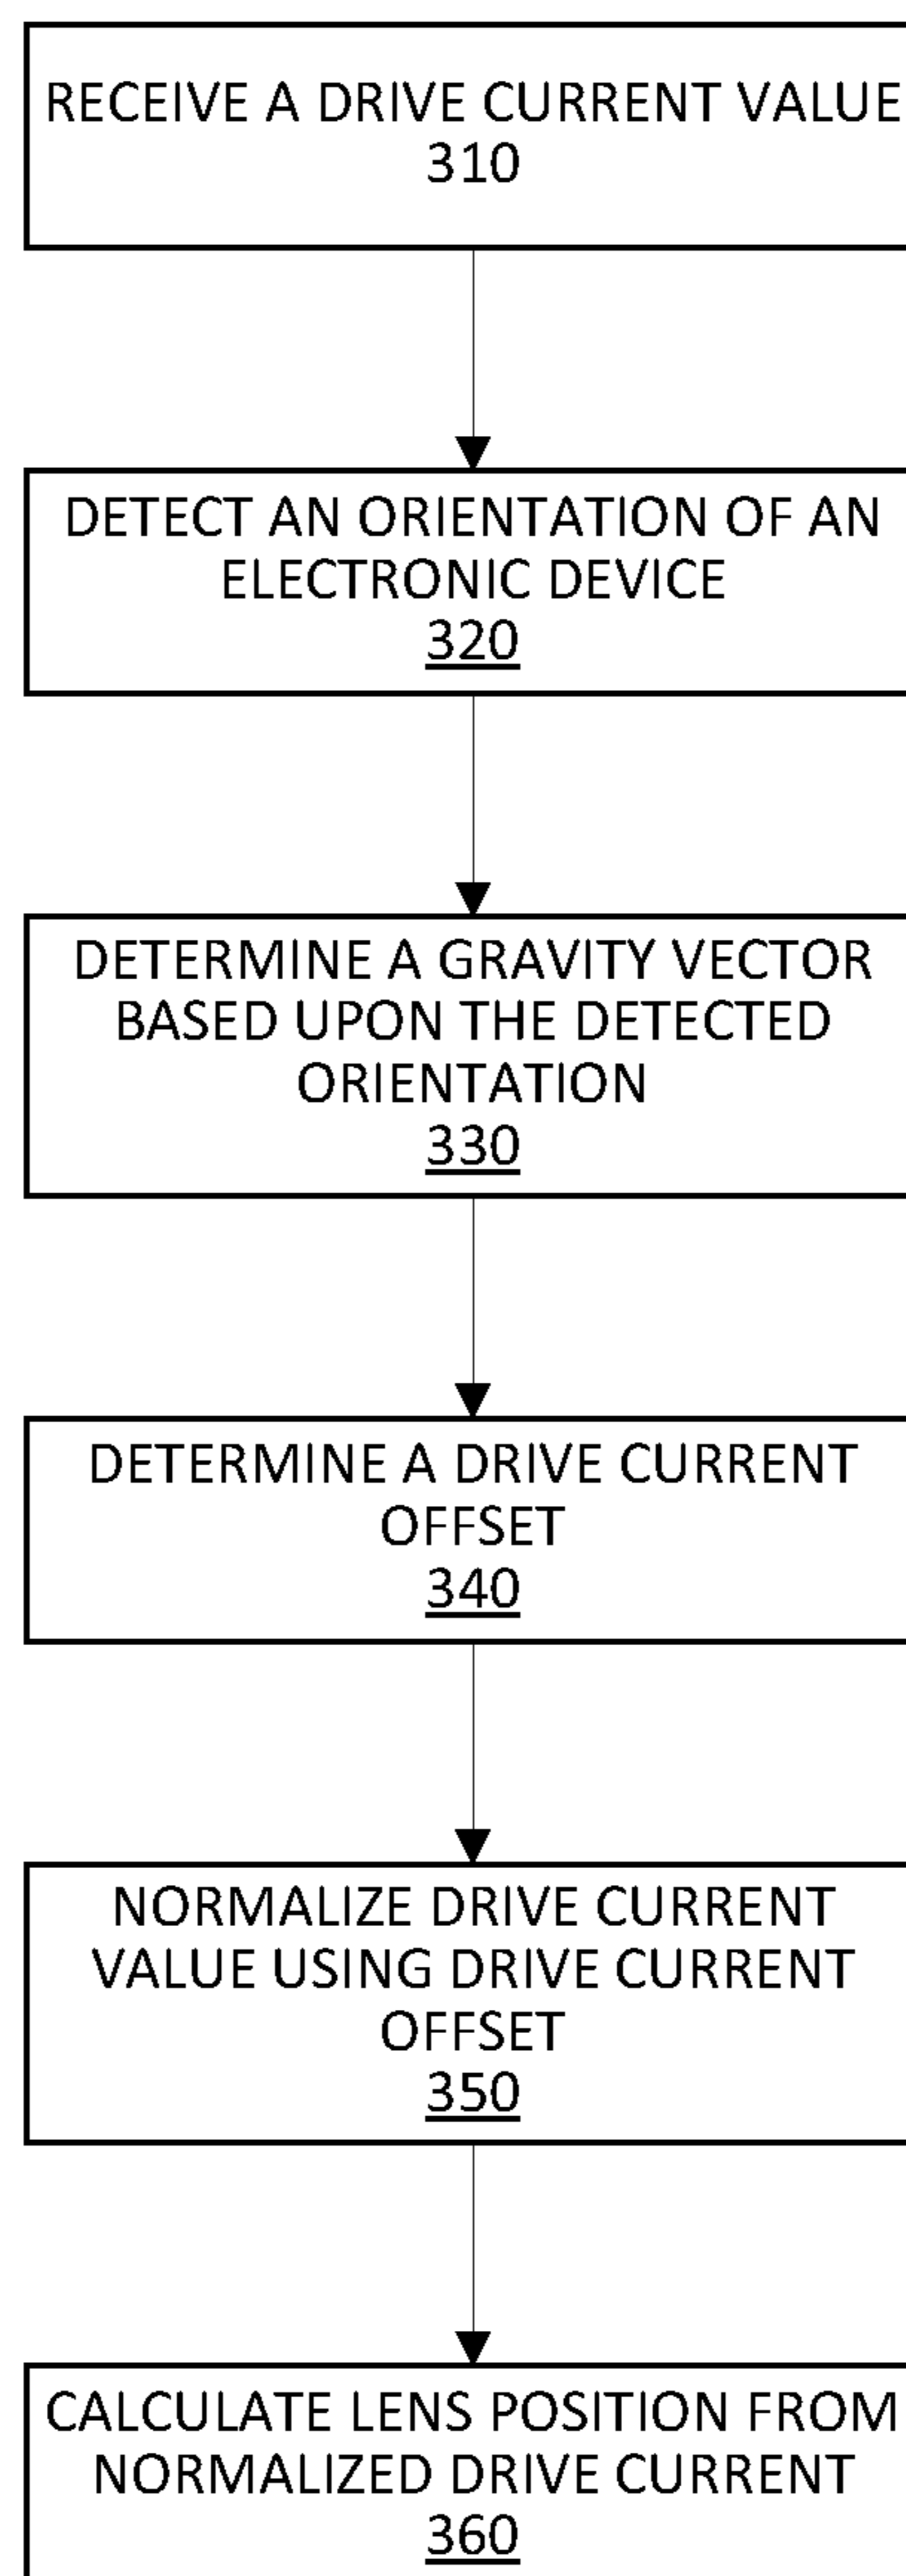 RECEIVE A DRIVE CURRENT VALUE
310
DETECT AN ORIENTATION OF AN
ELECTRONIC DEVICE
320
DETERMINE A GRAVITY VECTOR
BASED UPON THE DETECTED
ORIENTATION
330
DETERMINE A DRIVE CURRENT
OFFSET
340
NORMALIZE DRIVE CURRENT
VALUE USING DRIVE CURRENT
OFFSET
350
CALCULATE LENS POSITION FROM
NORMALIZED DRIVE CURRENT
360